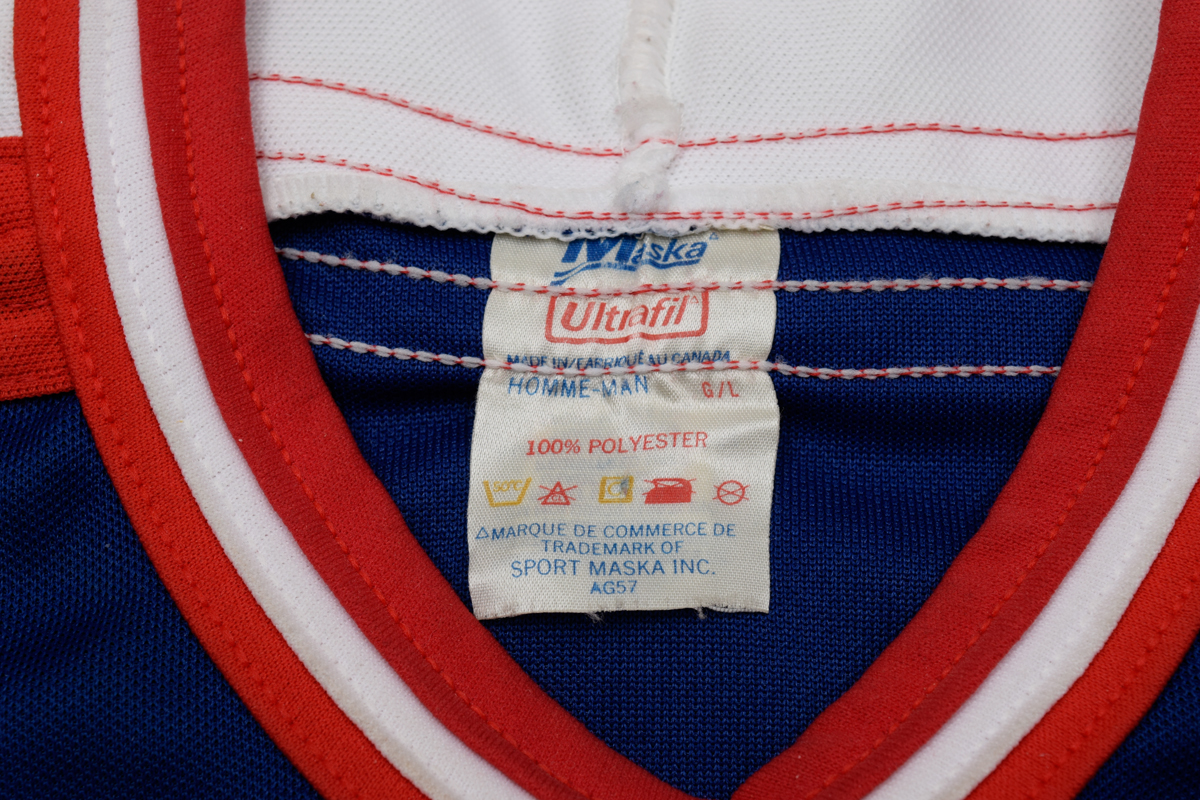 Maska△
Ultrafil△
MADE IN/FABRIQUÉ AU CANADA
HOMME-MAN G/L
100% POLYESTER
50°C
△MARQUE DE COMMERCE DE
TRADEMARK OF
SPORT MASKA INC.
AG57